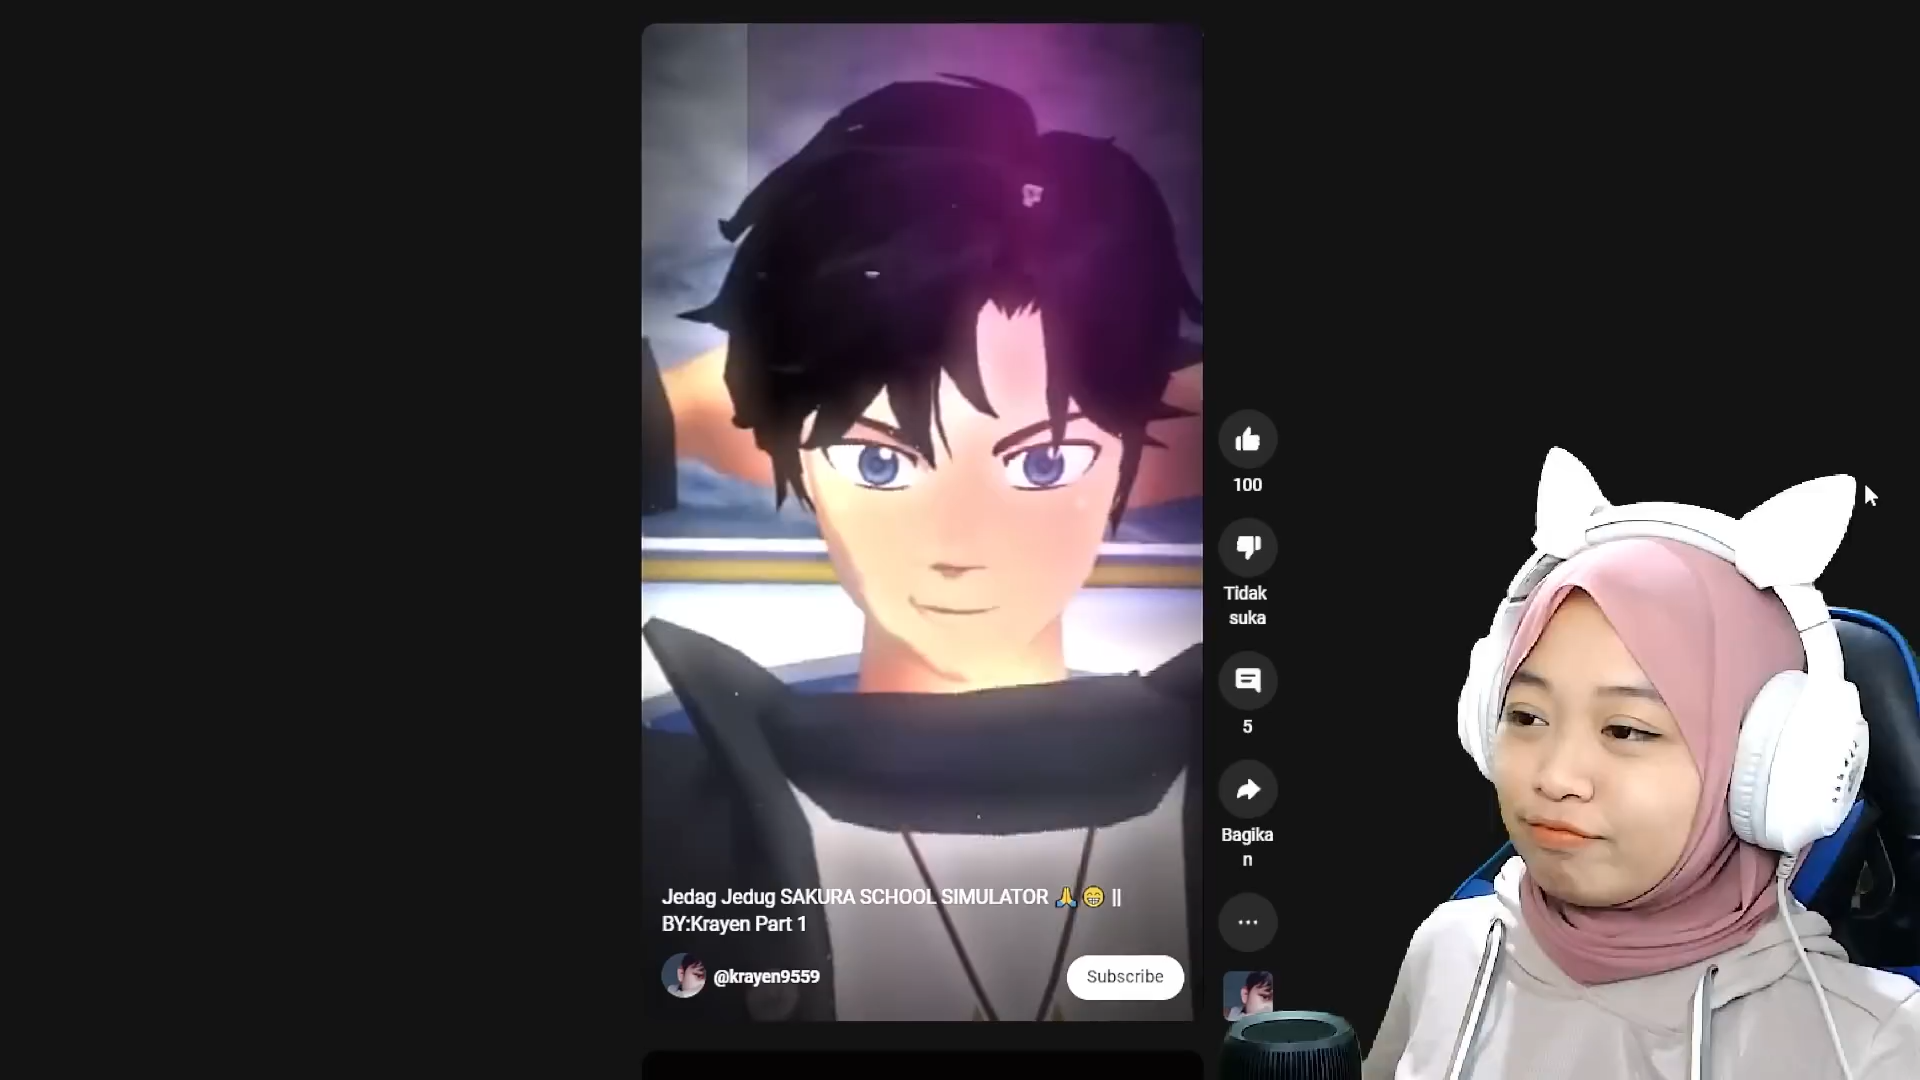 100
Tidak
suka
5
Bagika
n
Jedag Jedug SAKURA SCHOOL SIMULATOR 🙏😁 ||
BY:Krayen Part 1
@krayen9559
Subscribe